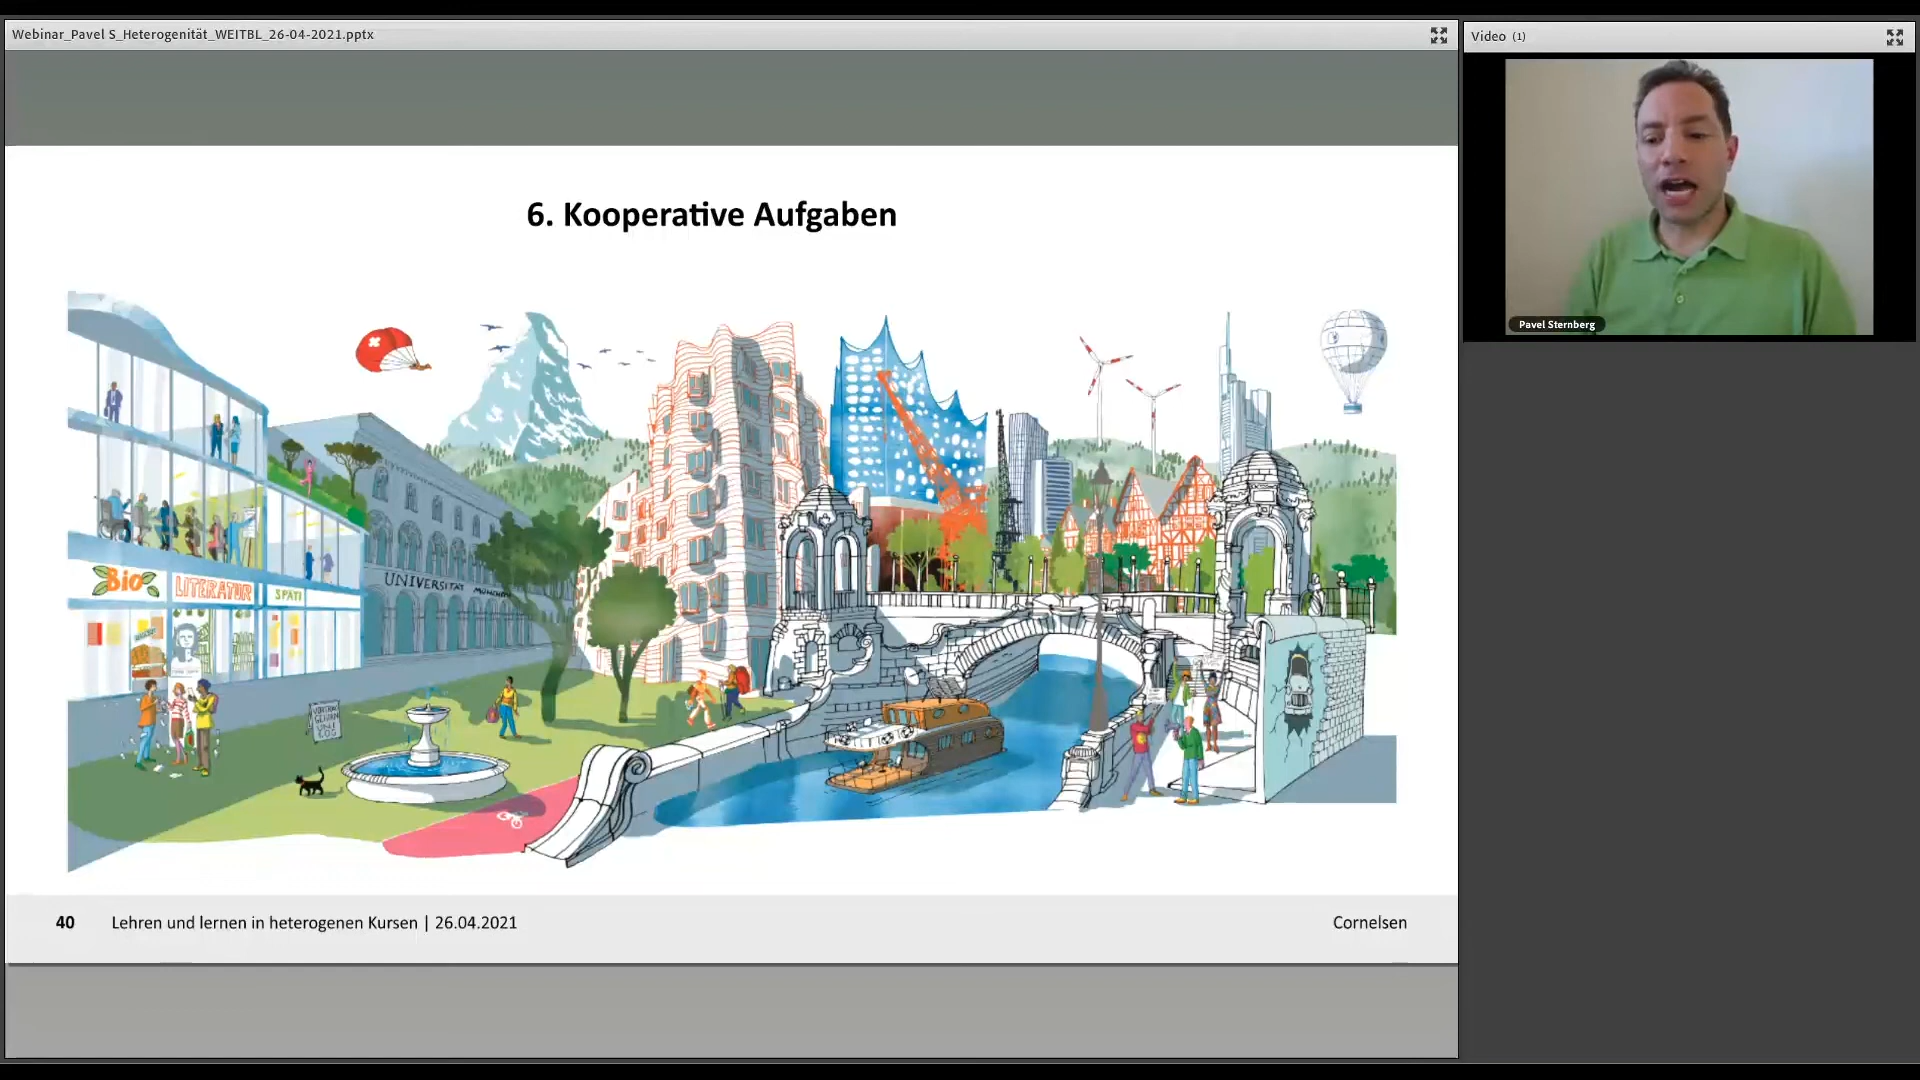 Webinar_Pavel S_Heterogenität_WEITBL_26-04-2021.pptx
Video (1)
Pavel Sternberg
6. Kooperative Aufgaben
Bio
LITERATUR
SPÄTI
UNIVERSITÄT MÜNCHEN
40 Lehren und lernen in heterogenen Kursen | 26.04.2021
Cornelsen